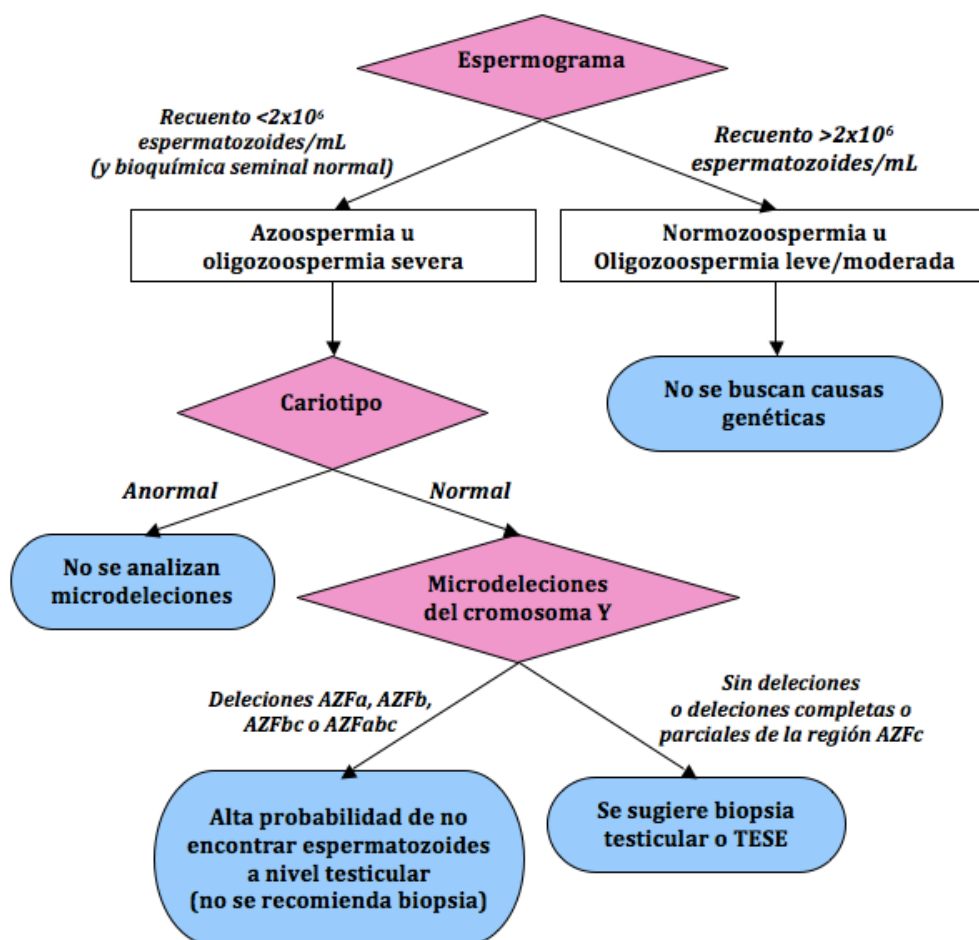 Espermograma
Recuento <2x10⁶
espermatozoides/mL
(y bioquímica seminal normal)
Recuento >2x10⁶
espermatozoides/mL
Azoospermia u
oligozoospermia severa
Normozoospermia u
Oligozoospermia leve/moderada
Cariotipo
No se buscan causas
genéticas
Anormal
Normal
No se analizan
microdeleciones
Microdeleciones
del cromosoma Y
Deleciones AZFa, AZFb,
AZFbc o AZFabc
Sin deleciones
o deleciones completas o
parciales de la región AZFc
Alta probabilidad de no
encontrar espermatozoides
a nivel testicular
(no se recomienda biopsia)
Se sugiere biopsia
testicular o TESE